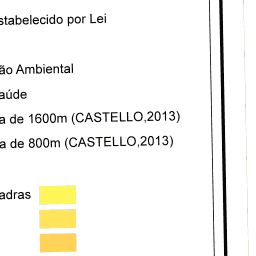 stabelecido por Lei
ão Ambiental
aúde
a de 1600m (CASTELLO,2013)
a de 800m (CASTELLO,2013)
adras